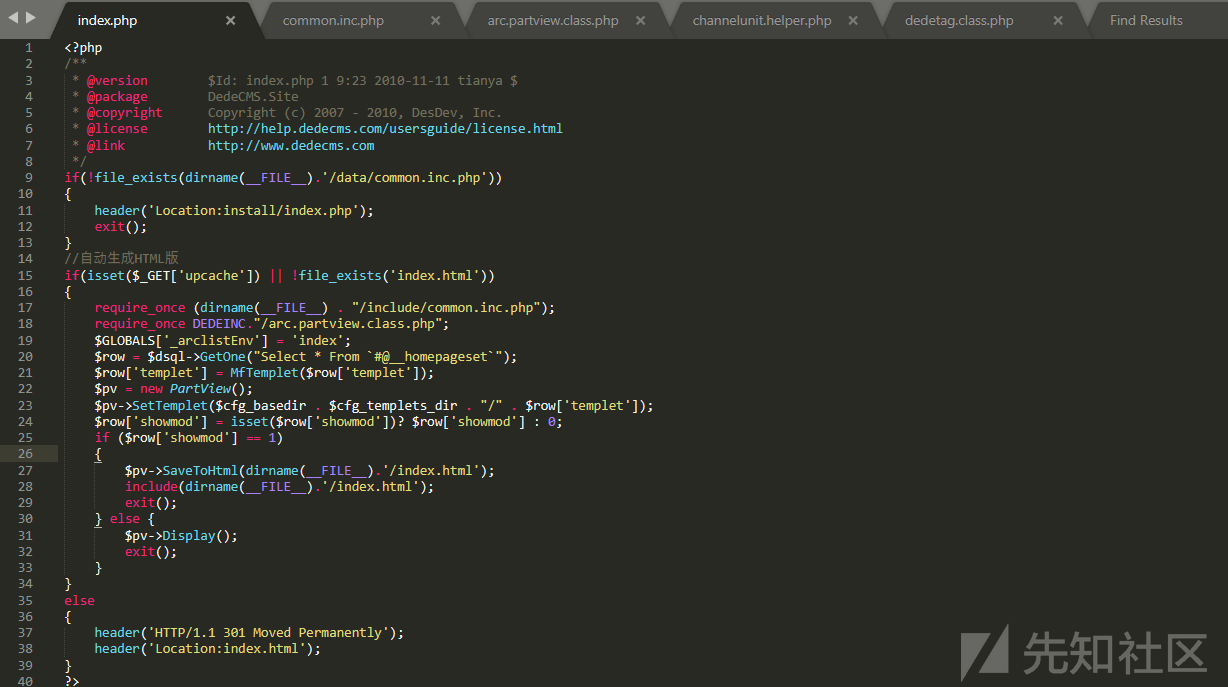 index.php
common.inc.php
arc.partview.class.php
channelunit.helper.php
dedetag.class.php
Find Results
1 <?php
2 /**
3  * @version        $Id: index.php 1 9:23 2010-11-11 tianya $
4  * @package        DedeCMS.Site
5  * @copyright      Copyright (c) 2007 - 2010, DesDev, Inc.
6  * @license        http://help.dedecms.com/usersguide/license.html
7  * @link           http://www.dedecms.com
8  */
9 if(!file_exists(dirname(__FILE__).'/data/common.inc.php'))
10 {
11     header('Location:install/index.php');
12     exit();
13 }
14 //自动生成HTML版
15 if(isset($_GET['upcache']) || !file_exists('index.html'))
16 {
17     require_once (dirname(__FILE__) . "/include/common.inc.php");
18     require_once DEDEINC."/arc.partview.class.php";
19     $GLOBALS['_arclistEnv'] = 'index';
20     $row = $dsql->GetOne("Select * From `#@__homepageset`");
21     $row['templet'] = MfTemplet($row['templet']);
22     $pv = new PartView();
23     $pv->SetTemplet($cfg_basedir . $cfg_templets_dir . "/" . $row['templet']);
24     $row['showmod'] = isset($row['showmod'])? $row['showmod'] : 0;
25     if ($row['showmod'] == 1)
26     {
27         $pv->SaveToHtml(dirname(__FILE__).'/index.html');
28         include(dirname(__FILE__).'/index.html');
29         exit();
30     } else {
31         $pv->Display();
32         exit();
33     }
34 }
35 else
36 {
37     header('HTTP/1.1 301 Moved Permanently');
38     header('Location:index.html');
39 }
40 ?>
先知社区